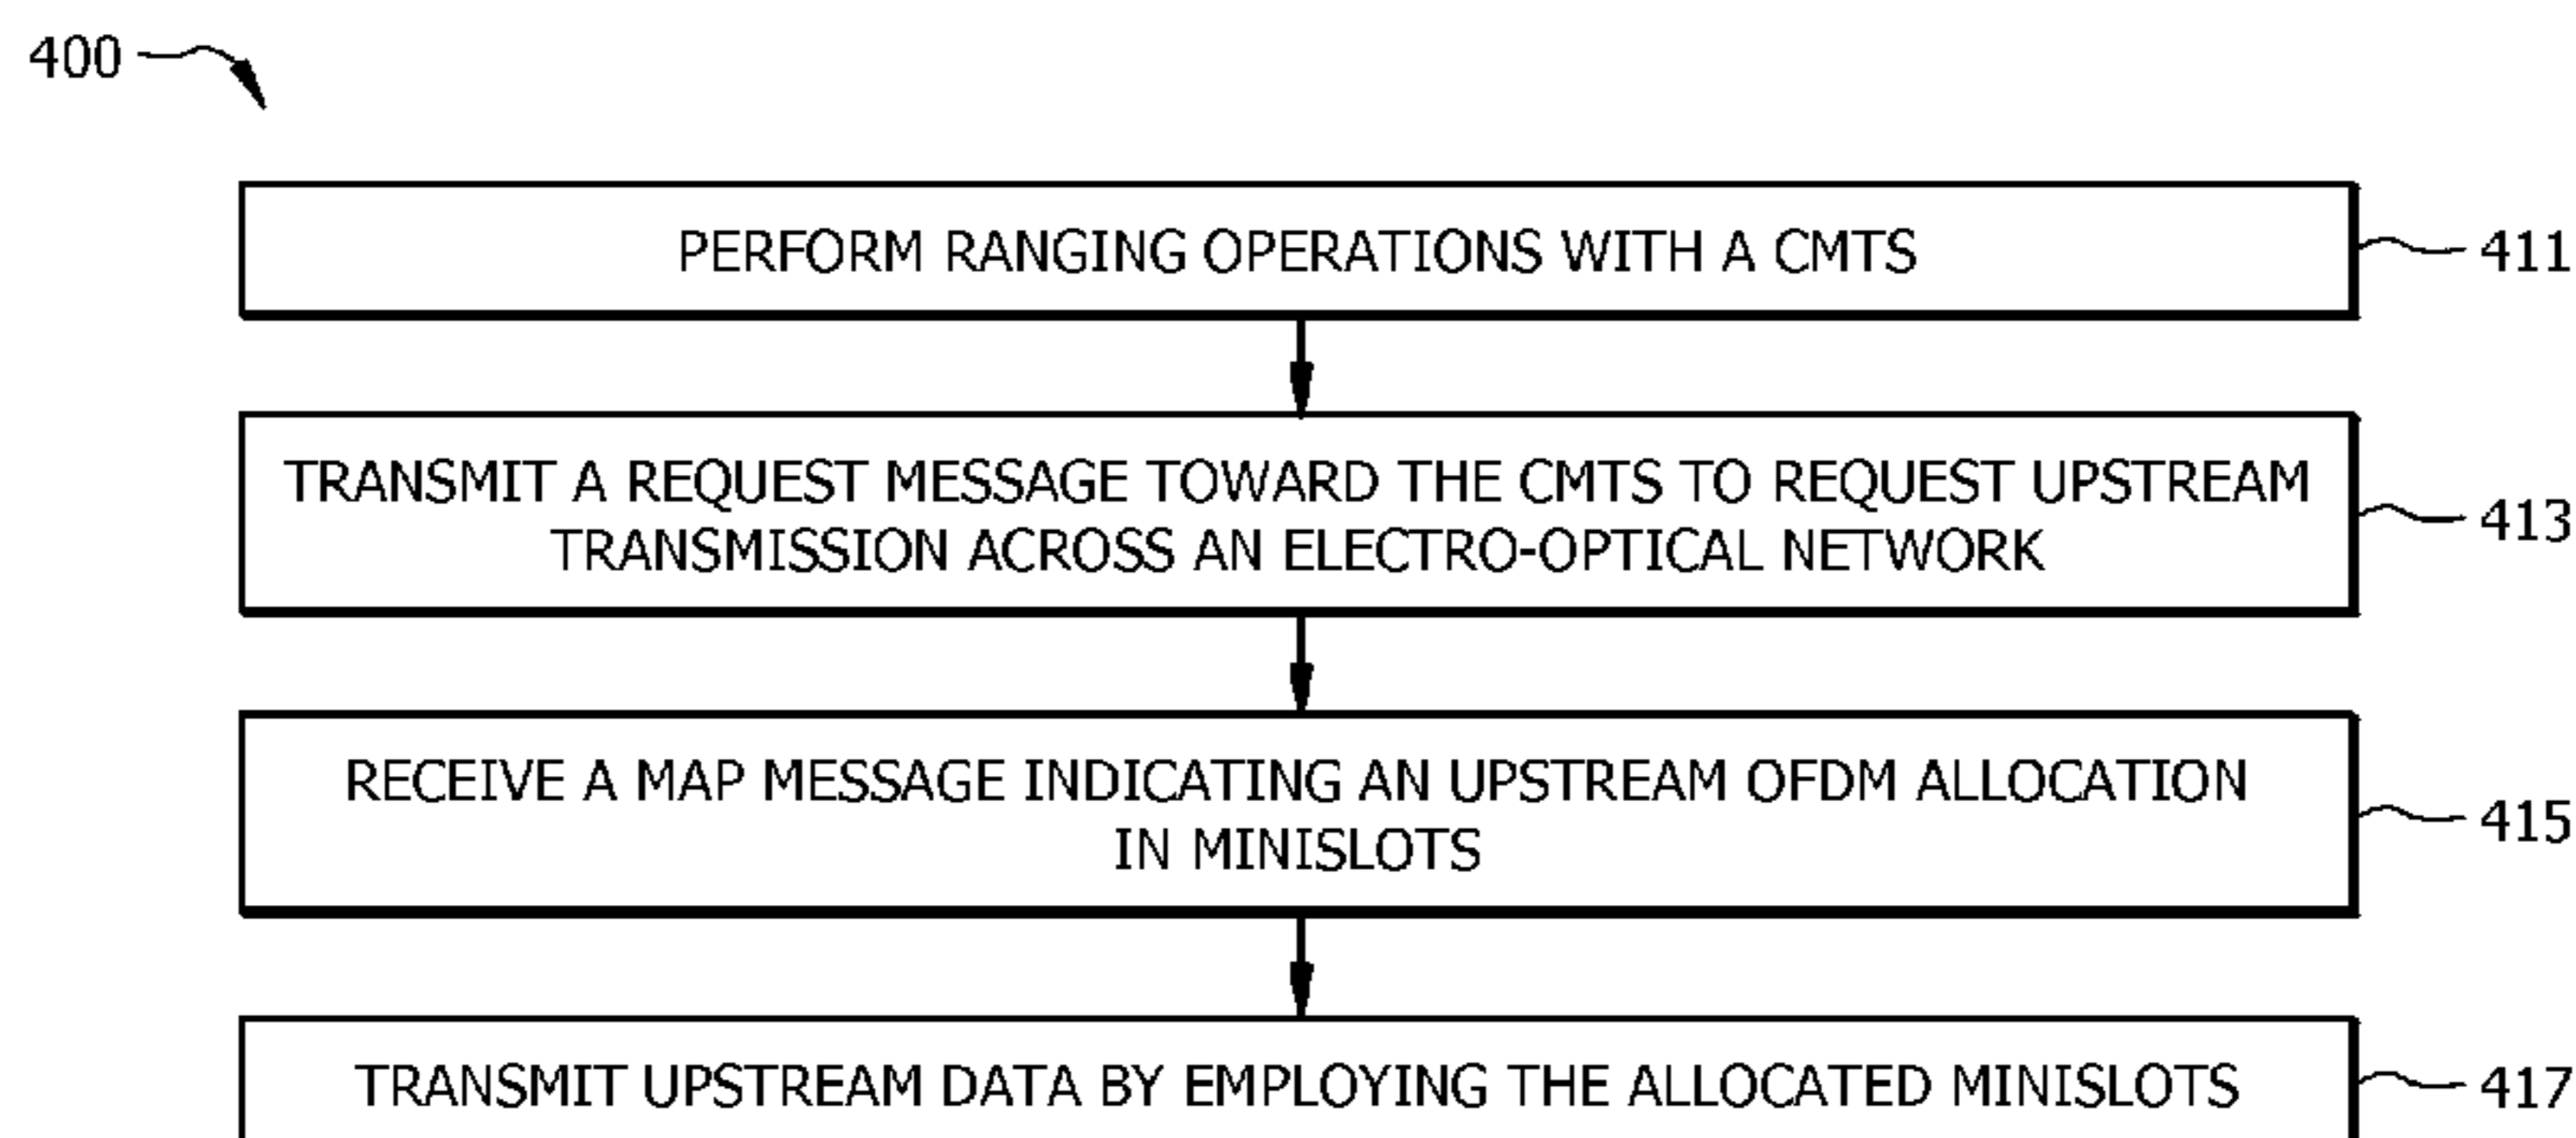 400
PERFORM RANGING OPERATIONS WITH A CMTS
411
TRANSMIT A REQUEST MESSAGE TOWARD THE CMTS TO REQUEST UPSTREAM
TRANSMISSION ACROSS AN ELECTRO-OPTICAL NETWORK
413
RECEIVE A MAP MESSAGE INDICATING AN UPSTREAM OFDM ALLOCATION
IN MINISLOTS
415
TRANSMIT UPSTREAM DATA BY EMPLOYING THE ALLOCATED MINISLOTS
417